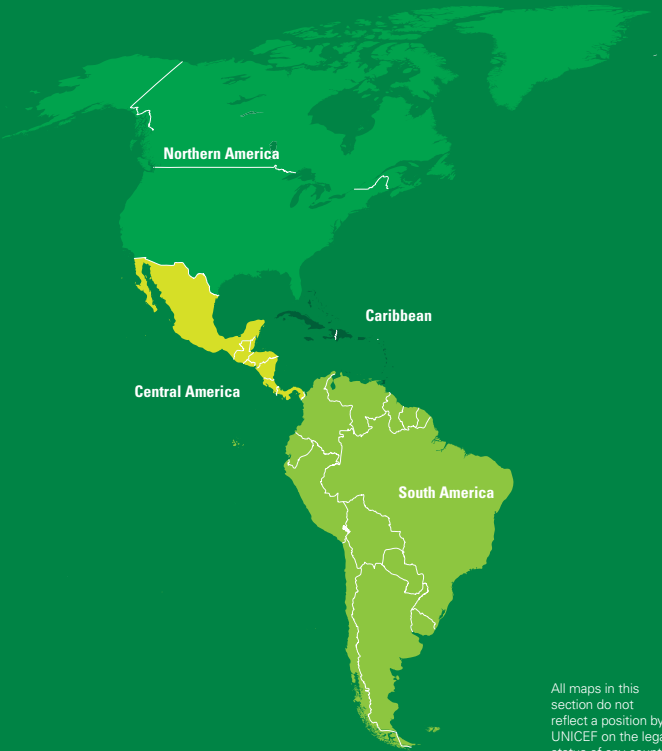 Northern America
Caribbean
Central America
South America
All maps in this
section do not
reflect a position by
UNICEF on the legal